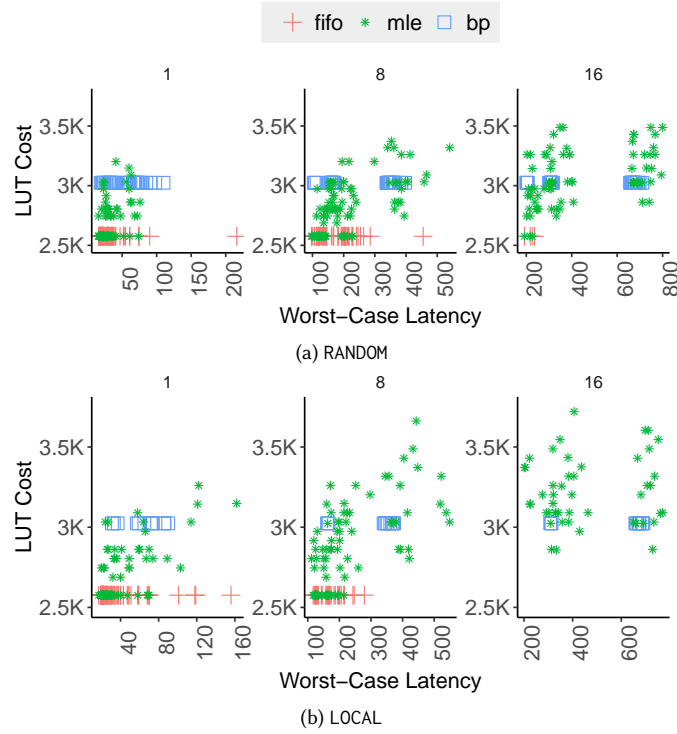 fifo mle bp
1 8 16
LUT Cost
3.5K
3K
2.5K
50 100 150 200 100 200 300 400 500 200 400 600 800
Worst−Case Latency
(a) RANDOM
1 8 16
LUT Cost
3.5K
3K
2.5K
40 80 120 160 100 200 300 400 500 200 400 600
Worst−Case Latency
(b) LOCAL